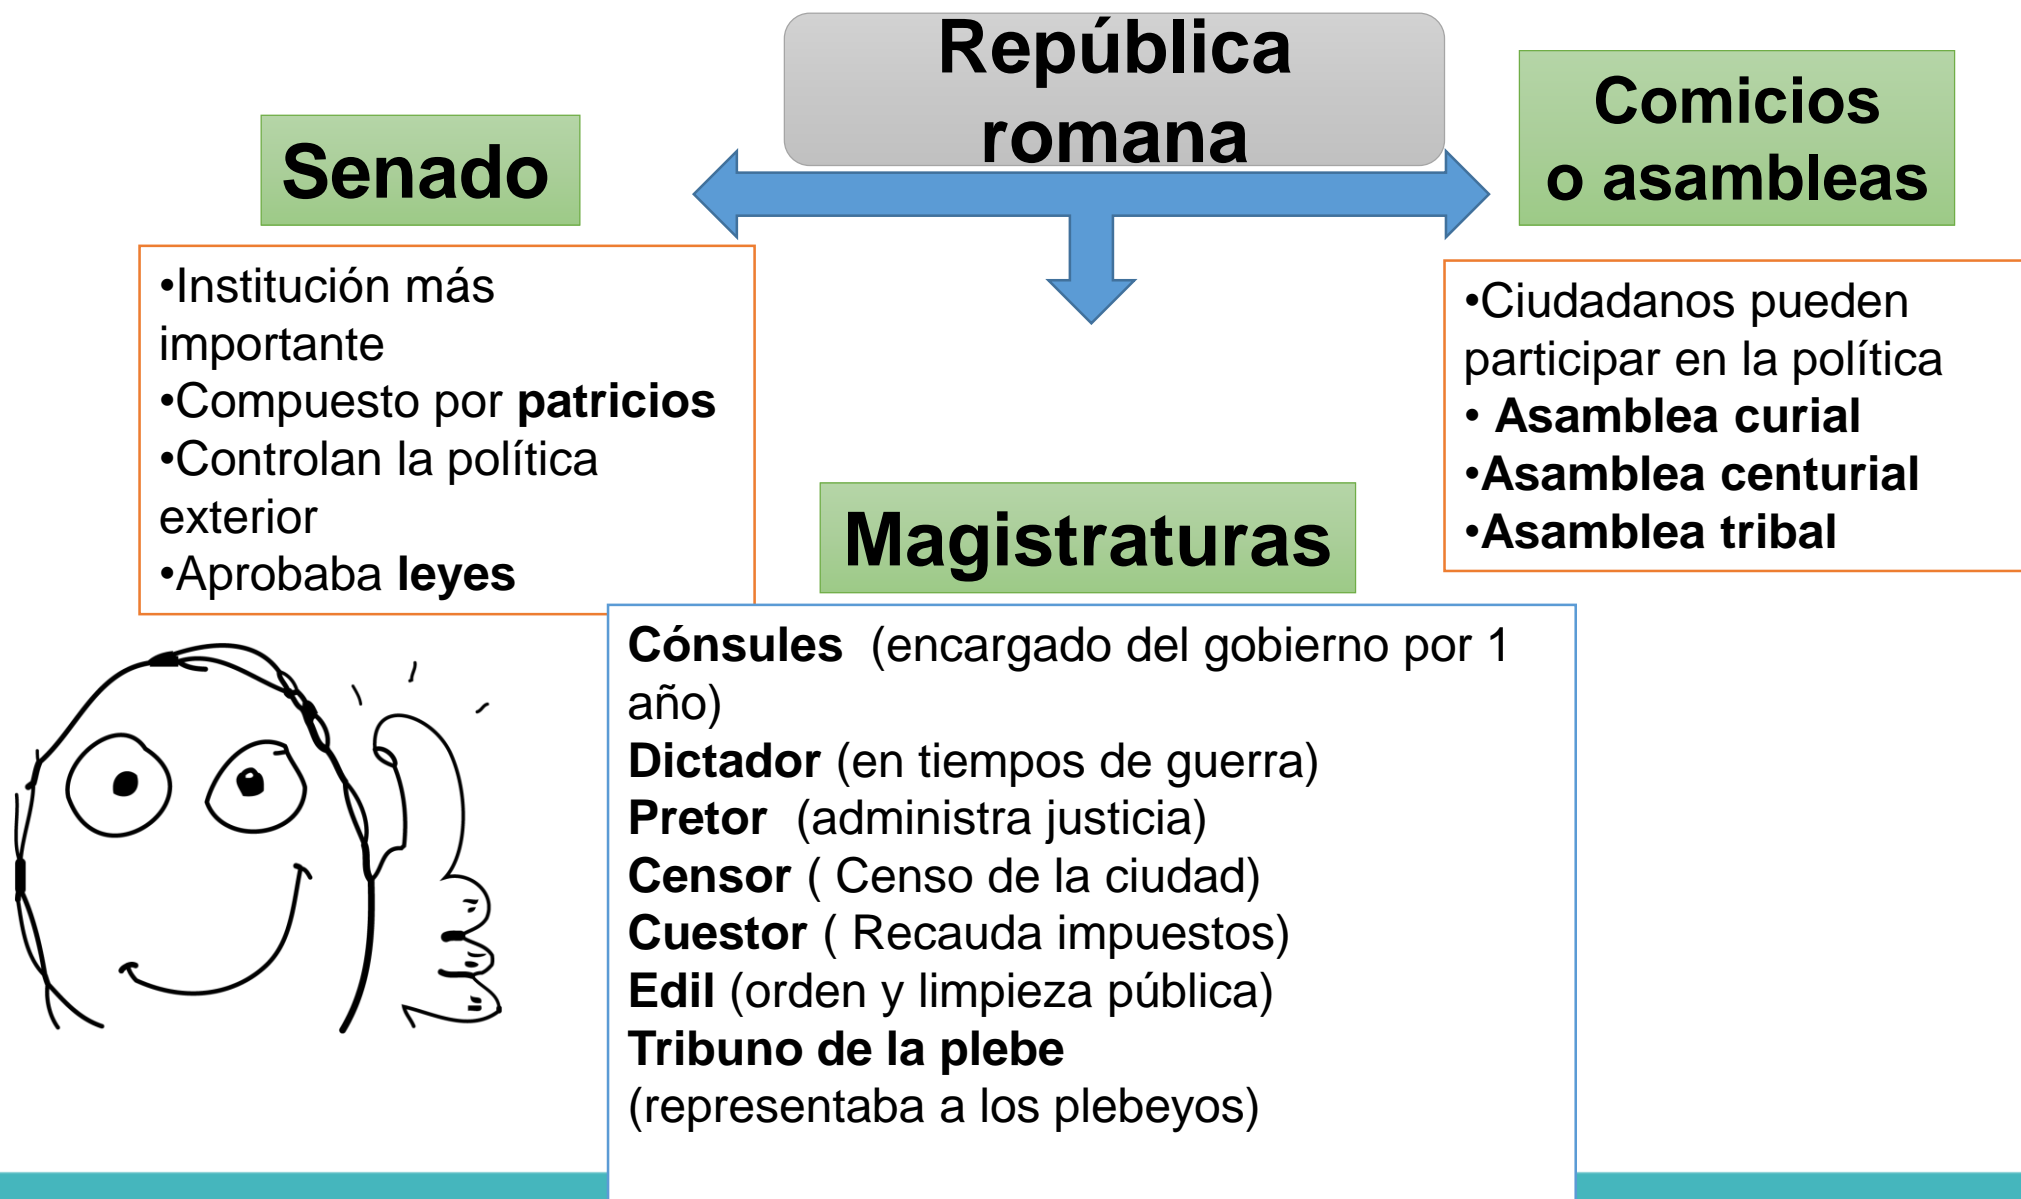 República
romana
Senado
•Institución más
importante
•Compuesto por patricios
•Controlan la política
exterior
•Aprobaba leyes
Comicios
o asambleas
•Ciudadanos pueden
participar en la política
• Asamblea curial
•Asamblea centurial
•Asamblea tribal
Magistraturas
Cónsules (encargado del gobierno por 1
año)
Dictador (en tiempos de guerra)
Pretor (administra justicia)
Censor ( Censo de la ciudad)
Cuestor ( Recauda impuestos)
Edil (orden y limpieza pública)
Tribuno de la plebe
(representaba a los plebeyos)